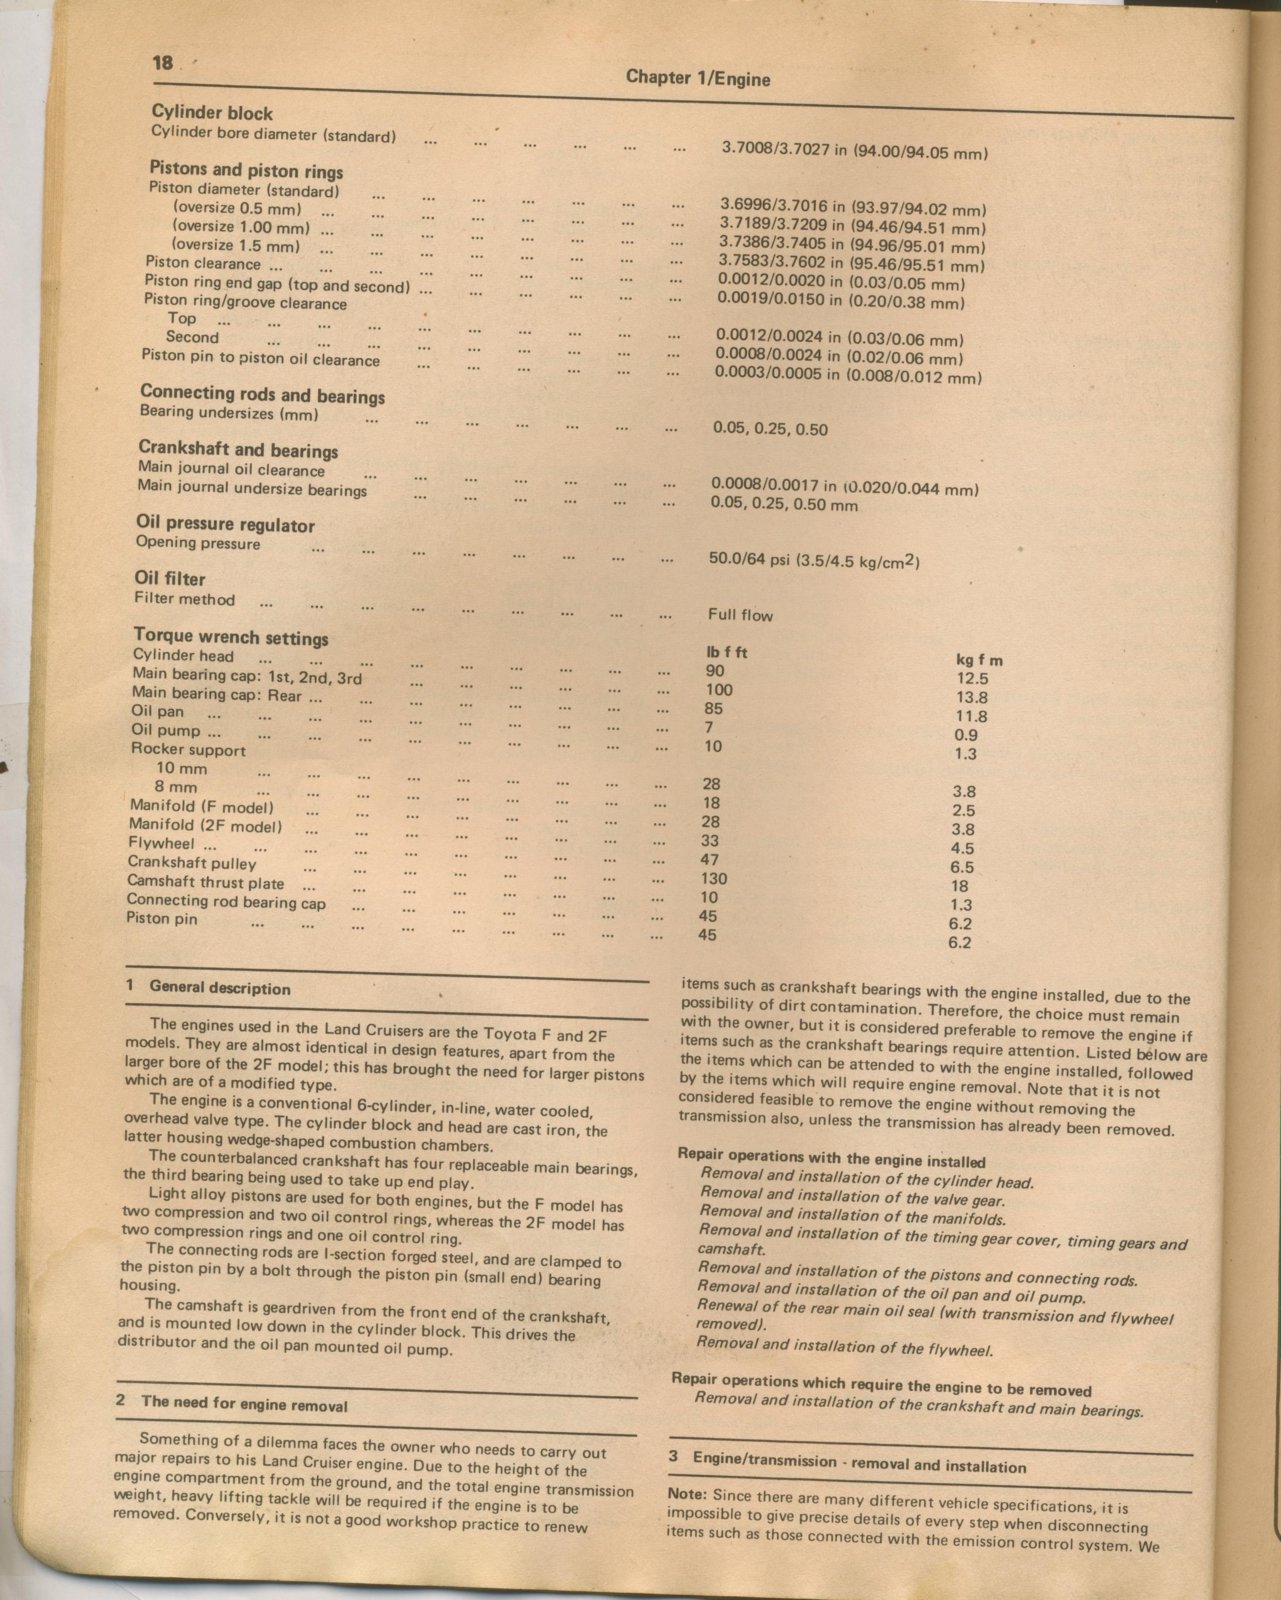 18
Chapter 1/Engine
Cylinder block
Cylinder bore diameter (standard) ... ... ... ... ... ... 3.7008/3.7027 in (94.00/94.05 mm)
Pistons and piston rings
Piston diameter (standard) ... ... ... ... ... ... ... 3.6996/3.7016 in (93.97/94.02 mm)
(oversize 0.5 mm) ... ... ... ... ... ... ... ... 3.7189/3.7209 in (94.46/94.51 mm)
(oversize 1.00 mm) ... ... ... ... ... ... ... ... 3.7386/3.7405 in (94.96/95.01 mm)
(oversize 1.5 mm) ... ... ... ... ... ... ... ... 3.7583/3.7602 in (95.46/95.51 mm)
Piston clearance ... ... ... ... ... ... ... ... ... 0.0012/0.0020 in (0.03/0.05 mm)
Piston ring end gap (top and second) ... ... ... ... ... ... 0.0019/0.0150 in (0.20/0.38 mm)
Piston ring/groove clearance
Top ... ... ... ... ... ... ... ... ... ... 0.0012/0.0024 in (0.03/0.06 mm)
Second ... ... ... ... ... ... ... ... ... 0.0008/0.0024 in (0.02/0.06 mm)
Piston pin to piston oil clearance ... ... ... ... ... ... 0.0003/0.0005 in (0.008/0.012 mm)
Connecting rods and bearings
Bearing undersizes (mm) ... ... ... ... ... ... ... 0.05, 0.25, 0.50
Crankshaft and bearings
Main journal oil clearance ... ... ... ... ... ... ... 0.0008/0.0017 in (0.020/0.044 mm)
Main journal undersize bearings ... ... ... ... ... ... 0.05, 0.25, 0.50 mm
Oil pressure regulator
Opening pressure ... ... ... ... ... ... ... ... 50.0/64 psi (3.5/4.5 kg/cm2)
Oil filter
Filter method ... ... ... ... ... ... ... ... ... Full flow
Torque wrench settings lb f ft kg f m
Cylinder head ... ... ... ... ... ... ... ... ... 90 12.5
Main bearing cap: 1st, 2nd, 3rd ... ... ... ... ... ... 100 13.8
Main bearing cap: Rear ... ... ... ... ... ... ... ... 85 11.8
Oil pan ... ... ... ... ... ... ... ... ... ... 7 0.9
Oil pump ... ... ... ... ... ... ... ... ... ... 10 1.3
Rocker support
10 mm ... ... ... ... ... ... ... ... ... 28 3.8
8 mm ... ... ... ... ... ... ... ... ... 18 2.5
Manifold (F model) ... ... ... ... ... ... ... ... 28 3.8
Manifold (2F model) ... ... ... ... ... ... ... ... 33 4.5
Flywheel ... ... ... ... ... ... ... ... ... ... 47 6.5
Crankshaft pulley ... ... ... ... ... ... ... ... 130 18
Camshaft thrust plate ... ... ... ... ... ... ... ... 10 1.3
Connecting rod bearing cap ... ... ... ... ... ... ... 45 6.2
Piston pin ... ... ... ... ... ... ... ... ... 45 6.2
1 General description
The engines used in the Land Cruisers are the Toyota F and 2F
models. They are almost identical in design features, apart from the
larger bore of the 2F model; this has brought the need for larger pistons
which are of a modified type.
The engine is a conventional 6-cylinder, in-line, water cooled,
overhead valve type. The cylinder block and head are cast iron, the
latter housing wedge-shaped combustion chambers.
The counterbalanced crankshaft has four replaceable main bearings,
the third bearing being used to take up end play.
Light alloy pistons are used for both engines, but the F model has
two compression and two oil control rings, whereas the 2F model has
two compression rings and one oil control ring.
The connecting rods are I-section forged steel, and are clamped to
the piston pin by a bolt through the piston pin (small end) bearing
housing.
The camshaft is geardriven from the front end of the crankshaft,
and is mounted low down in the cylinder block. This drives the
distributor and the oil pan mounted oil pump.
2 The need for engine removal
Something of a dilemma faces the owner who needs to carry out
major repairs to his Land Cruiser engine. Due to the height of the
engine compartment from the ground, and the total engine transmission
weight, heavy lifting tackle will be required if the engine is to be
removed. Conversely, it is not a good workshop practice to renew
items such as crankshaft bearings with the engine installed, due to the
possibility of dirt contamination. Therefore, the choice must remain
with the owner, but it is considered preferable to remove the engine if
items such as the crankshaft bearings require attention. Listed below are
the items which can be attended to with the engine installed, followed
by the items which will require engine removal. Note that it is not
considered feasible to remove the engine without removing the
transmission also, unless the transmission has already been removed.
Repair operations with the engine installed
Removal and installation of the cylinder head.
Removal and installation of the valve gear.
Removal and installation of the manifolds.
Removal and installation of the timing gear cover, timing gears and
camshaft.
Removal and installation of the pistons and connecting rods.
Removal and installation of the oil pan and oil pump.
Renewal of the rear main oil seal (with transmission and flywheel
removed).
Removal and installation of the flywheel.
Repair operations which require the engine to be removed
Removal and installation of the crankshaft and main bearings.
3 Engine/transmission - removal and installation
Note: Since there are many different vehicle specifications, it is
impossible to give precise details of every step when disconnecting
items such as those connected with the emission control system. We